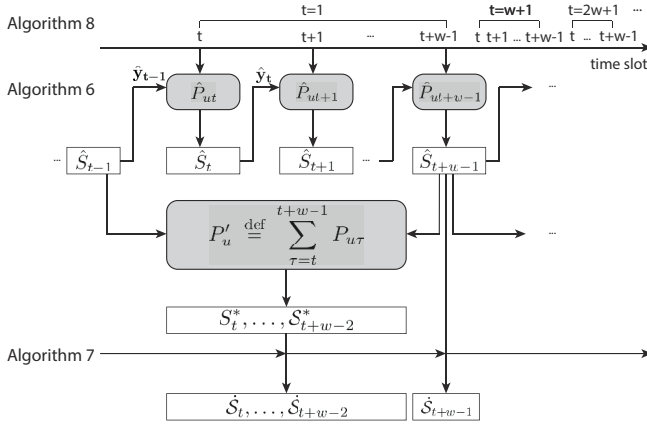 t=1 t=w+1 t=2w+1 ...
Algorithm 8
t t+1 ... t+w-1 t t+1 ... t+w-1 t ... t+w-1
time slot
Algorithm 6 ŷₜ₋₁ P̂ᵤₜ ŷₜ P̂ᵤₜ₊₁ P̂ᵤₜ₊w₋₁ ...
... Ŝₜ₋₁ Ŝₜ Ŝₜ₊₁ ... Ŝₜ₊ᵤ₋₁
P′ᵤ def= ∑_{τ=t}^{t+w-1} P_{uτ} ...
S*ₜ, . . . , S*ₜ₊w₋₂
Algorithm 7
Ṡₜ, . . . , Ṡₜ₊w₋₂ Ṡₜ₊w₋₁